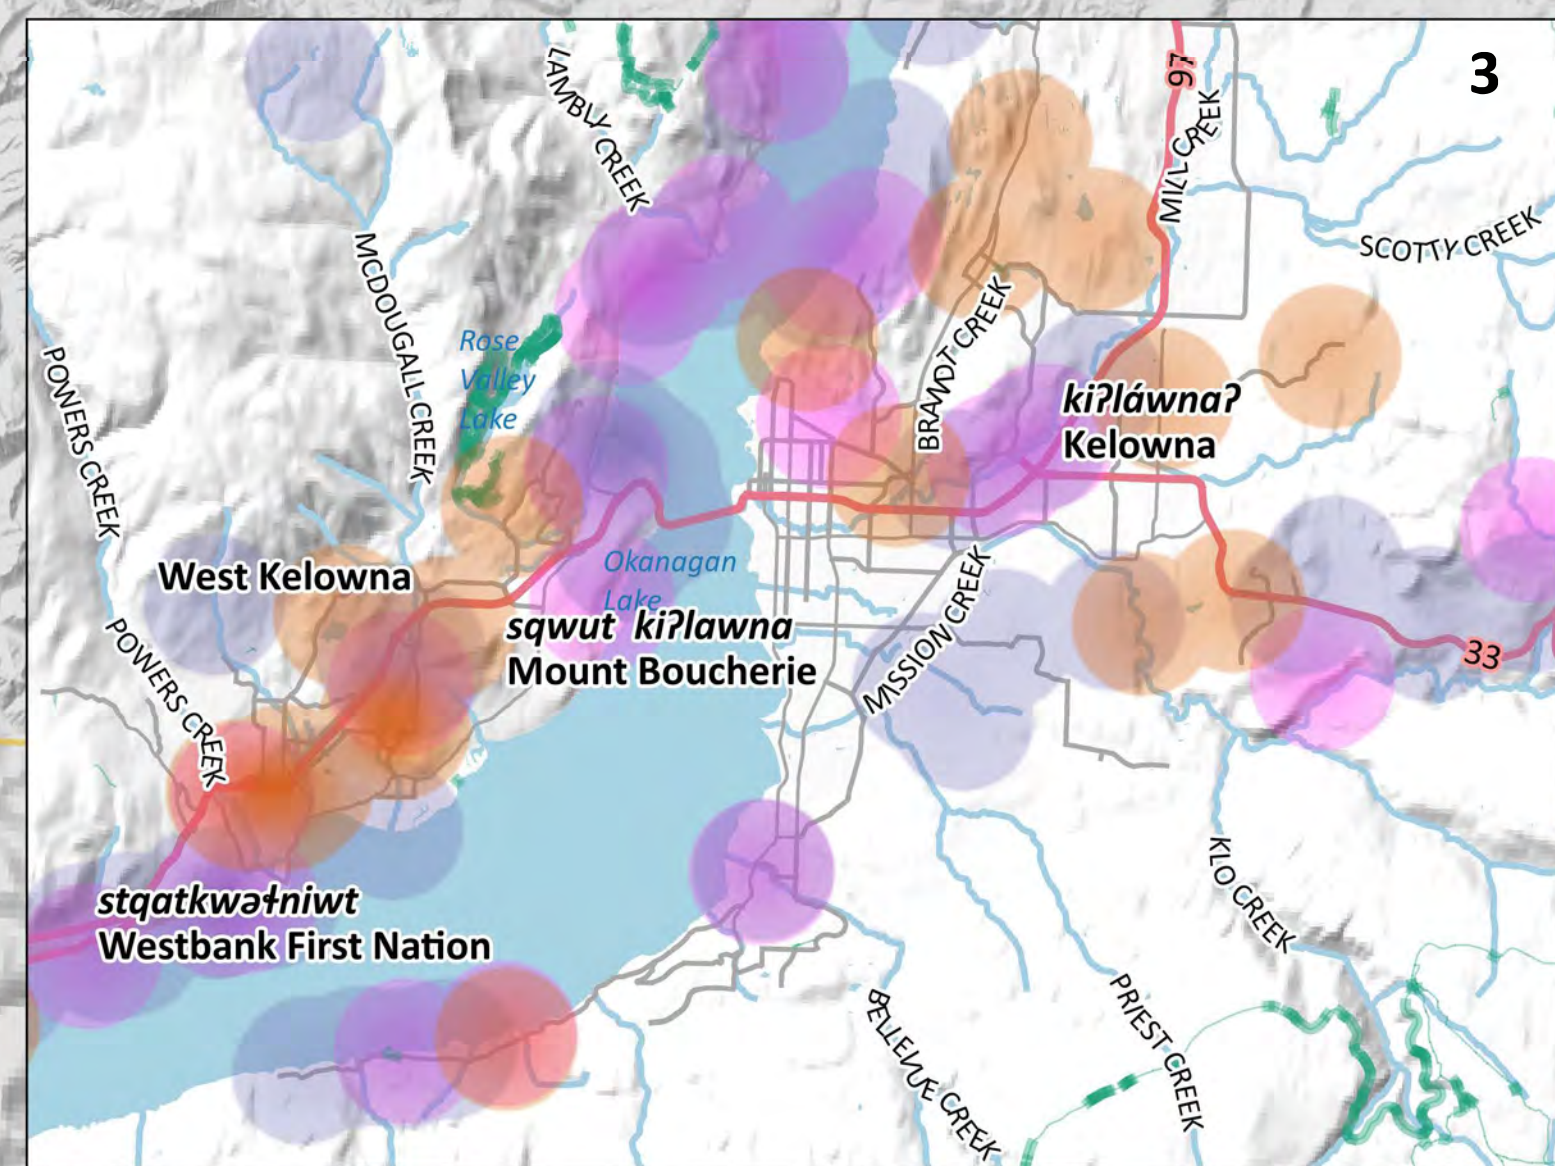 3
97
LAMBLY CREEK
MILL CREEK
SCOTTY CREEK
MCDOUGALL CREEK
POWERS CREEK
Rose
Valley
Lake
BRANDT CREEK
kiʔláwnaʔ
Kelowna
West Kelowna
Okanagan
Lake
sqwut kiʔlawna
Mount Boucherie
MISSION CREEK
33
POWERS CREEK
stqatkwəɬniwt
Westbank First Nation
KLO CREEK
BELLEVUE CREEK
PRIEST CREEK